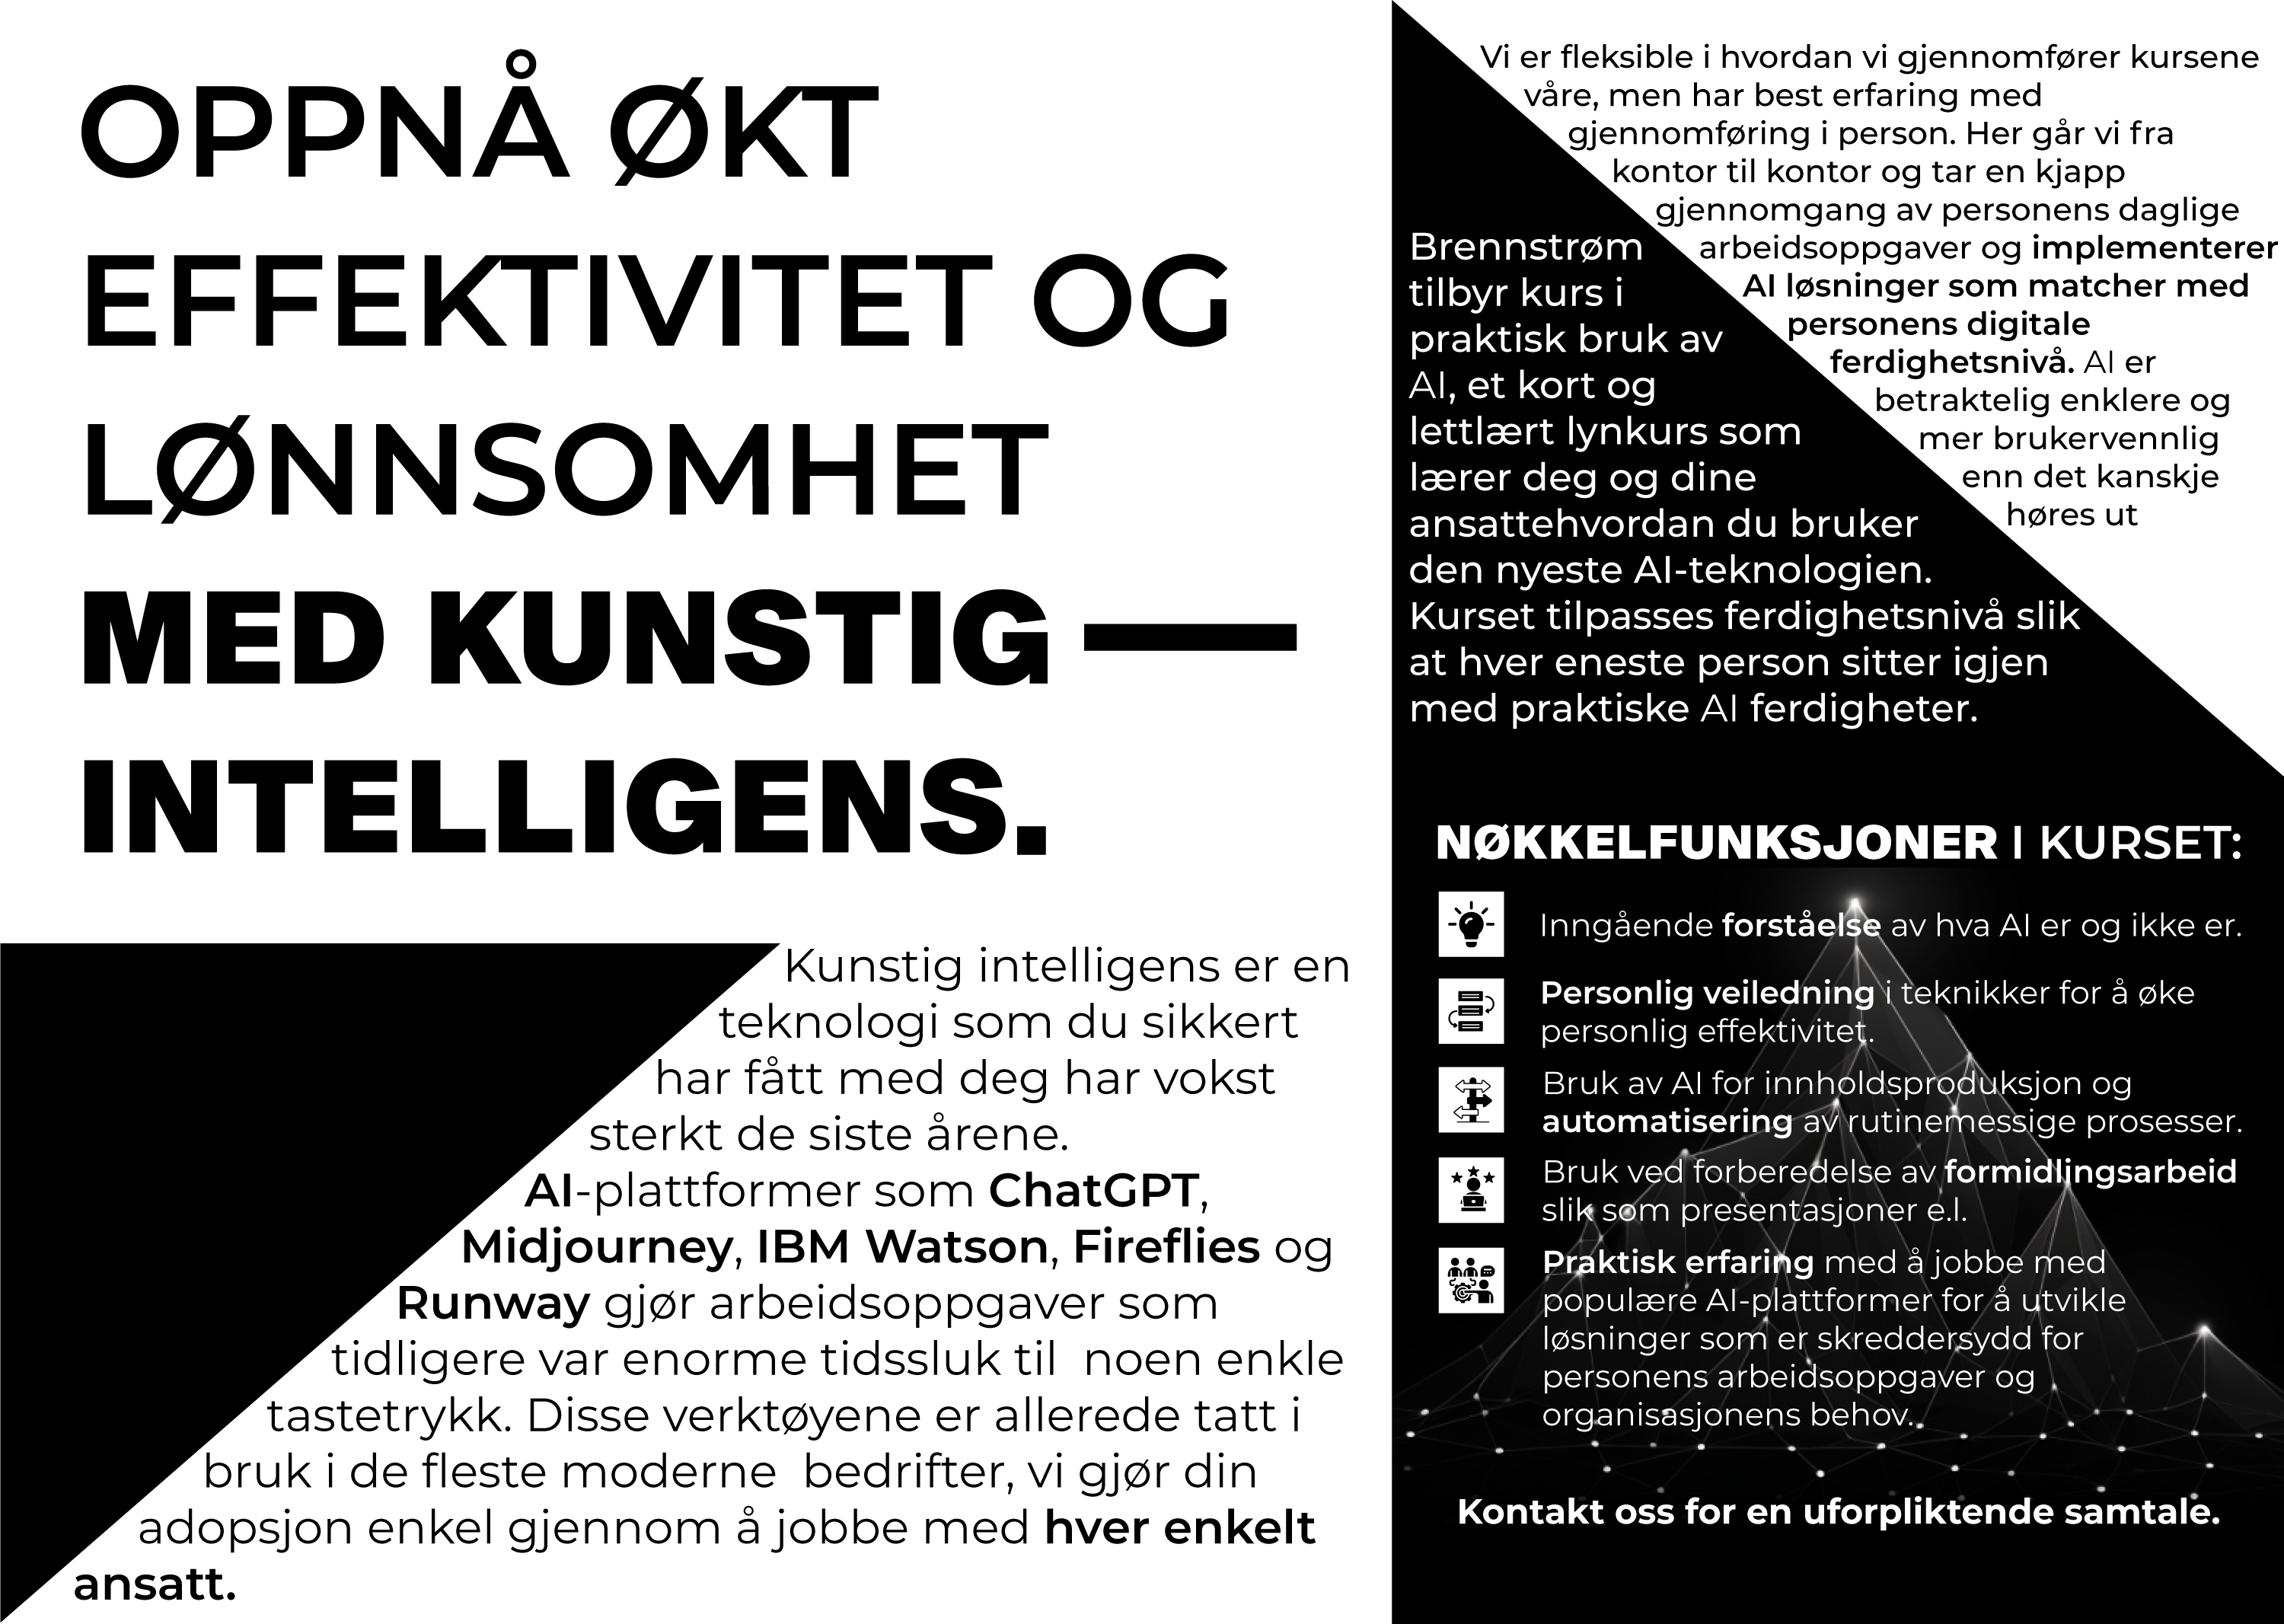 OPPNÅ ØKT
EFFEKTIVITET OG
LØNNSOMHET
MED KUNSTIG —
INTELLIGENS.
Kunstig intelligens er en
teknologi som du sikkert
har fått med deg har vokst
sterkt de siste årene.
AI-plattformer som ChatGPT,
Midjourney, IBM Watson, Fireflies og
Runway gjør arbeidsoppgaver som
tidligere var enorme tidssluk til  noen enkle
tastetrykk. Disse verktøyene er allerede tatt i
bruk i de fleste moderne  bedrifter, vi gjør din
adopsjon enkel gjennom å jobbe med hver enkelt
ansatt.
Vi er fleksible i hvordan vi gjennomfører kursene
våre, men har best erfaring med
gjennomføring i person. Her går vi fra
kontor til kontor og tar en kjapp
gjennomgang av personens daglige
arbeidsoppgaver og implementerer
AI løsninger som matcher med
personens digitale
ferdighetsnivå. AI er
betraktelig enklere og
mer brukervennlig
enn det kanskje
høres ut
Brennstrøm
tilbyr kurs i
praktisk bruk av
AI, et kort og
lettlært lynkurs som
lærer deg og dine
ansattehvordan du bruker
den nyeste AI-teknologien.
Kurset tilpasses ferdighetsnivå slik
at hver eneste person sitter igjen
med praktiske AI ferdigheter.
NØKKELFUNKSJONER I KURSET:
Inngående forståelse av hva AI er og ikke er.
Personlig veiledning i teknikker for å øke
personlig effektivitet.
Bruk av AI for innholdsproduksjon og
automatisering av rutinemessige prosesser.
Bruk ved forberedelse av formidlingsarbeid
slik som presentasjoner e.l.
Praktisk erfaring med å jobbe med
populære AI-plattformer for å utvikle
løsninger som er skreddersydd for
personens arbeidsoppgaver og
organisasjonens behov.
Kontakt oss for en uforpliktende samtale.